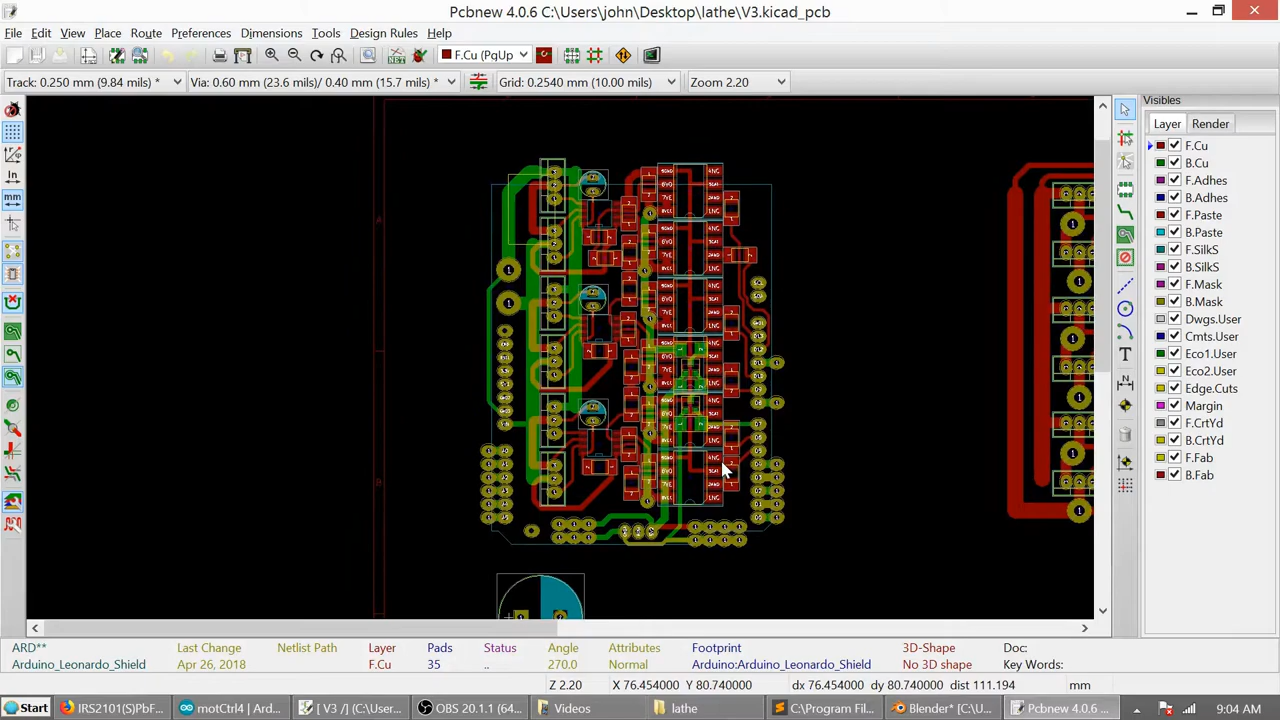 Pcbnew 4.0.6 C:\Users\john\Desktop\lathe\V3.kicad_pcb
File Edit View Place Route Preferences Dimensions Tools Design Rules Help
F.Cu (PgUp
Track: 0.250 mm (9.84 mils) * Via: 0.60 mm (23.6 mils)/ 0.40 mm (15.7 mils) * Grid: 0.2540 mm (10.00 mils) Zoom 2.20
Visibles
Layer Render
F.Cu
B.Cu
F.Adhes
B.Adhes
F.Paste
B.Paste
F.SilkS
B.SilkS
F.Mask
B.Mask
Dwgs.User
Cmts.User
Eco1.User
Eco2.User
Edge.Cuts
Margin
F.CrtYd
B.CrtYd
F.Fab
B.Fab
In
mm
ARD** Last Change Netlist Path Layer Pads Status Angle Attributes Footprint 3D-Shape Doc:
Arduino_Leonardo_Shield Apr 26, 2018 F.Cu 35 .. 270.0 Normal Arduino:Arduino_Leonardo_Shield No 3D shape Key Words:
Z 2.20 X 76.454000 Y 80.740000 dx 76.454000 dy 80.740000 dist 111.194 mm
Start IRS2101(S)PbF... motCtrl4 | Ard... [ V3 /] (C:\Us... OBS 20.1.1 (64... Videos lathe C:\Program Fil... Blender* [C:\U... Pcbnew 4.0.6 ... 9:04 AM